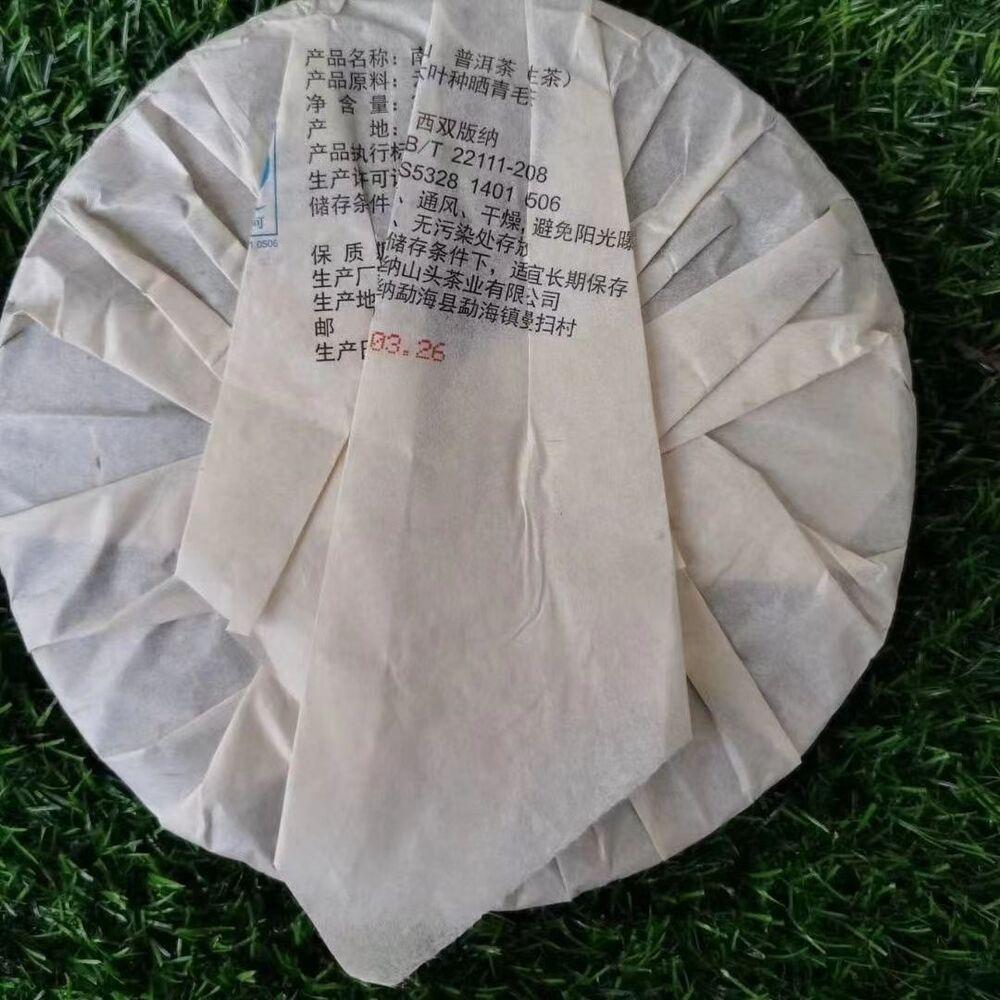 产品名称：南 普洱茶 生茶）
产品原料： 叶种晒青毛
净 含 量：
产 地： 西双版纳
产品执行标 B/T 22111-208
生产许可 S5328 1401 0506
储存条件 、通风、干燥，避免阳光
、无污染处存放
保 质 储存条件下，适宜长期保存
生产厂 纳山头茶业有限公司
生产地 纳勐海县勐海镇曼扫村
邮
生产日 03.26
可
0506